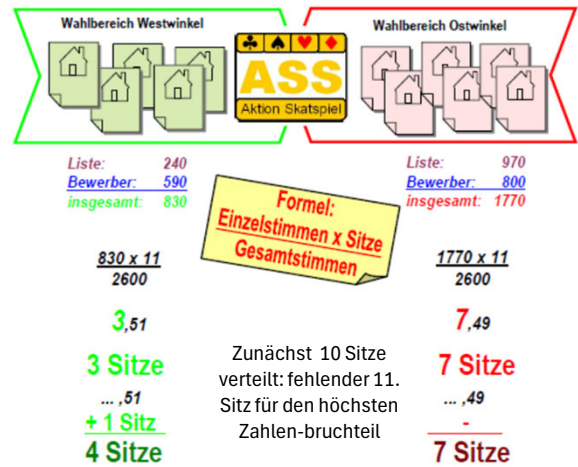 Wahlbereich Westwinkel
Wahlbereich Ostwinkel
ASS
Aktion Skatspiel
Liste: 240
Bewerber: 590
insgesamt: 830
Liste: 970
Bewerber: 800
insgesamt: 1770
Formel:
Einzelstimmen x Sitze
Gesamtstimmen
830 x 11
2600
1770 x 11
2600
3,51
7,49
3 Sitze
7 Sitze
Zunächst 10 Sitze
verteilt: fehlender 11.
Sitz für den höchsten
Zahlen-bruchteil
... ,51
+ 1 Sitz
4 Sitze
... ,49
-
7 Sitze